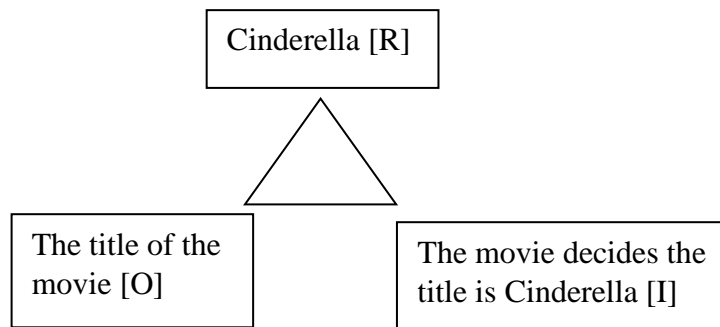 Cinderella [R]
The title of the
movie [O]
The movie decides the
title is Cinderella [I]